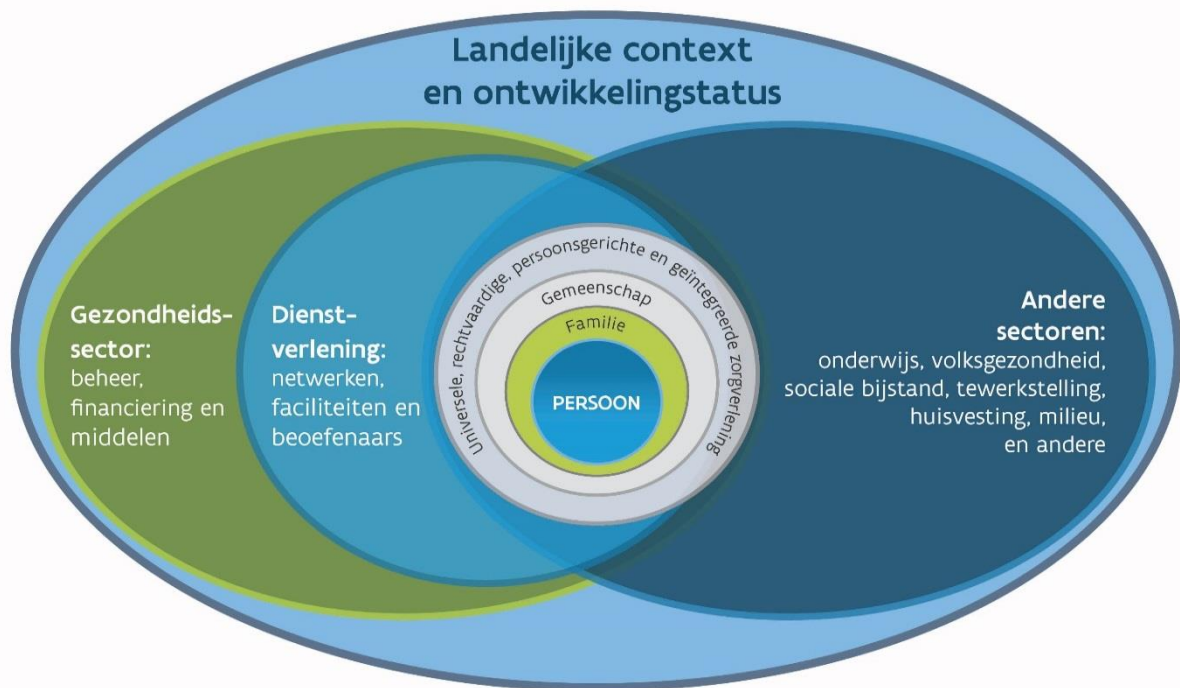 Landelijke context
en ontwikkelingstatus
Gezondheids-
sector:
beheer,
financiering en
middelen
Dienst-
verlening:
netwerken,
faciliteiten en
beoefenaars
Universele, rechtvaardige, persoonsgerichte en geïntegreerde zorgverlening
Gemeenschap
Familie
PERSOON
Andere
sectoren:
onderwijs, volksgezondheid,
sociale bijstand, tewerkstelling,
huisvesting, milieu,
en andere